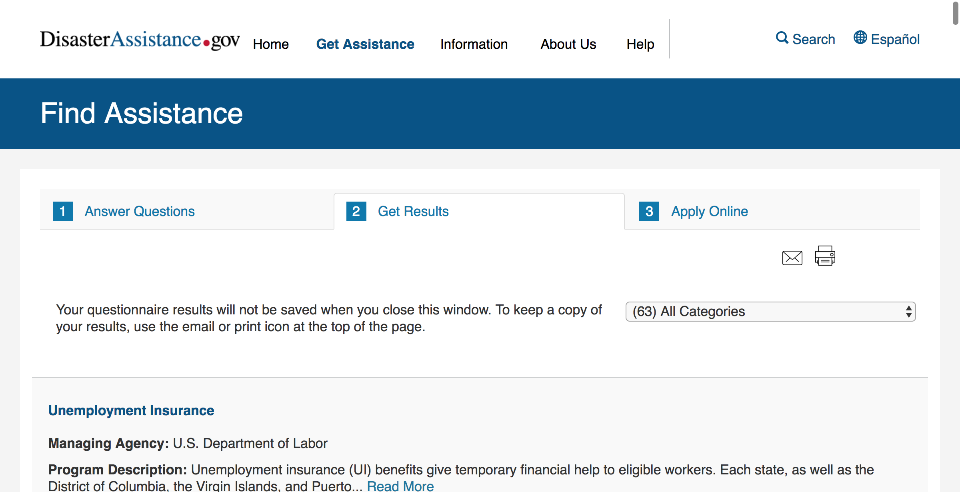 DisasterAssistance.gov Home Get Assistance Information About Us Help Search Español
Find Assistance
1 Answer Questions 2 Get Results 3 Apply Online
Your questionnaire results will not be saved when you close this window. To keep a copy of
your results, use the email or print icon at the top of the page.
(63) All Categories
Unemployment Insurance
Managing Agency: U.S. Department of Labor
Program Description: Unemployment insurance (UI) benefits give temporary financial help to eligible workers. Each state, as well as the
District of Columbia, the Virgin Islands, and Puerto... Read More